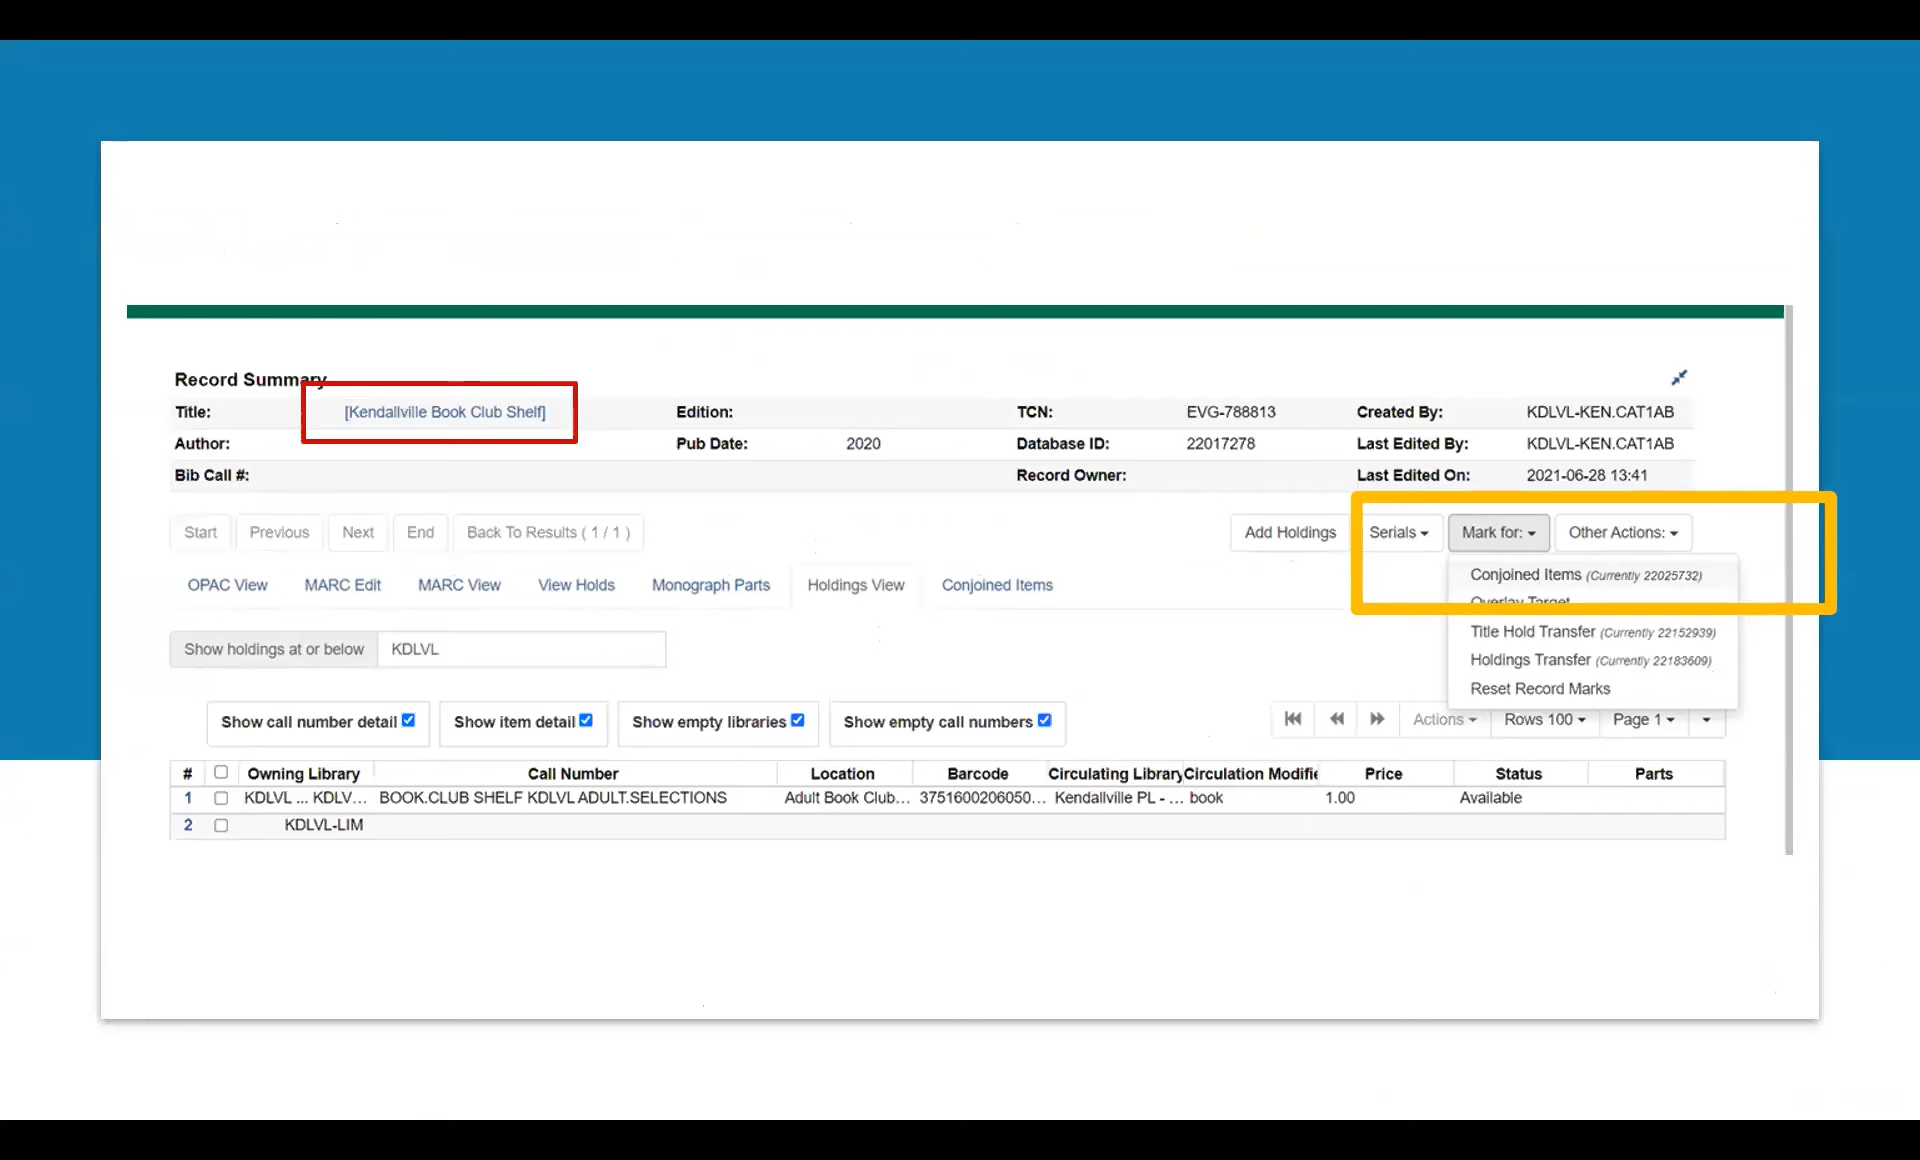 Record Summary
Title: [Kendallville Book Club Shelf] Edition: TCN: EVG-788813 Created By: KDLVL-KEN.CAT1AB
Author: Pub Date: 2020 Database ID: 22017278 Last Edited By: KDLVL-KEN.CAT1AB
Bib Call #: Record Owner: Last Edited On: 2021-06-28 13:41
Start Previous Next End Back To Results ( 1 / 1 ) Add Holdings Serials Mark for: Other Actions:
Conjoined Items (Currently 22025732)
Overlay Target
Title Hold Transfer (Currently 22152939)
Holdings Transfer (Currently 22183609)
Reset Record Marks
OPAC View MARC Edit MARC View View Holds Monograph Parts Holdings View Conjoined Items
Show holdings at or below KDLVL
Show call number detail Show item detail Show empty libraries Show empty call numbers Actions Rows 100 Page 1
# Owning Library Call Number Location Barcode Circulating Library Circulation Modifie Price Status Parts
1 KDLVL ... KDLV... BOOK.CLUB SHELF KDLVL ADULT.SELECTIONS Adult Book Club... 3751600206050... Kendallville PL - ... book 1.00 Available
2 KDLVL-LIM